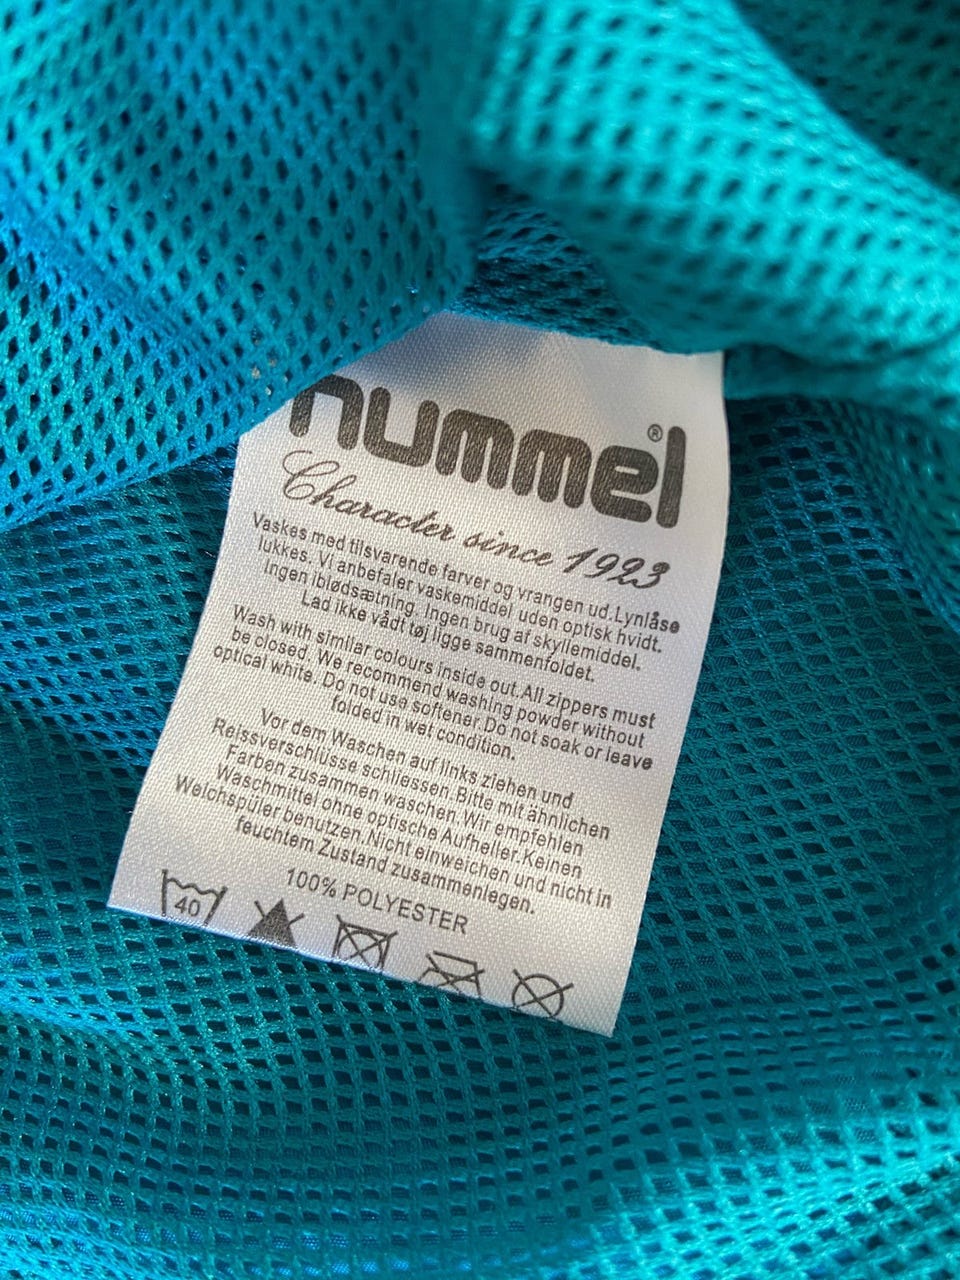 hummel®
Character since 1923
Vaskes med tilsvarende farver og vrangen ud.Lynlåse
lukkes. Vi anbefaler vaskemiddel uden optisk hvidt.
Ingen iblødsætning. Ingen brug af skyllemiddel.
Lad ikke vådt tøj ligge sammenfoldet.
Wash with similar colours inside out.All zippers must
be closed. We recommend washing powder without
optical white. Do not use softener.Do not soak or leave
folded in wet condition.
Vor dem Waschen auf links ziehen und
Reissverschlüsse schliessen.Bitte mit ähnlichen
Farben zusammen waschen.Wir empfehlen
Waschmittel ohne optische Aufheller.Keinen
Weichspüler benutzen.Nicht einweichen und nicht in
feuchtem Zustand zusammenlegen.
100% POLYESTER
40